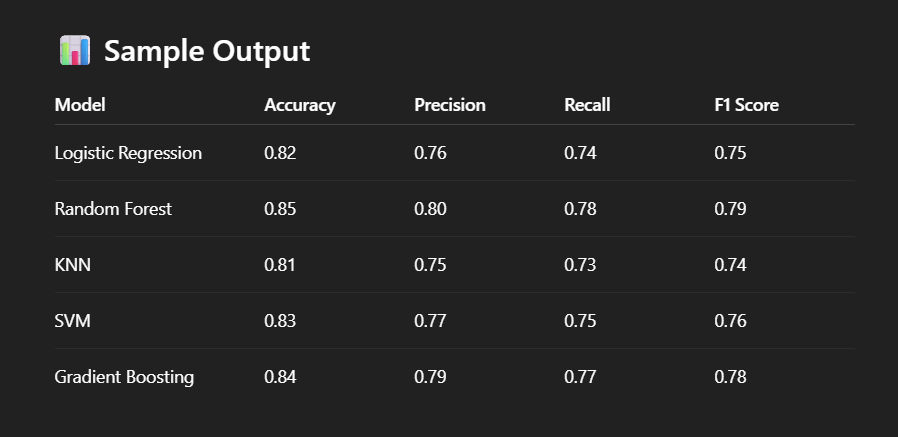 Sample Output
Model Accuracy Precision Recall F1 Score
Logistic Regression 0.82 0.76 0.74 0.75
Random Forest 0.85 0.80 0.78 0.79
KNN 0.81 0.75 0.73 0.74
SVM 0.83 0.77 0.75 0.76
Gradient Boosting 0.84 0.79 0.77 0.78